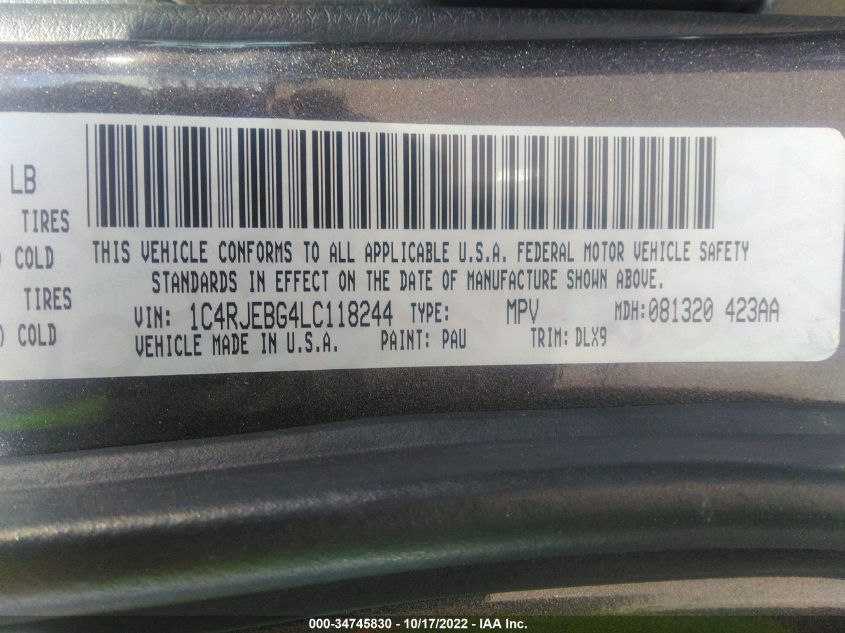 LB
TIRES
COLD
TIRES
COLD
THIS VEHICLE CONFORMS TO ALL APPLICABLE U.S.A. FEDERAL MOTOR VEHICLE SAFETY
STANDARDS IN EFFECT ON THE DATE OF MANUFACTURE SHOWN ABOVE.
VIN: 1C4RJEBG4LC118244 TYPE: MPV MDH:081320 423AA
VEHICLE MADE IN U.S.A. PAINT: PAU TRIM: DLX9
000-34745830 - 10/17/2022 - IAA Inc.